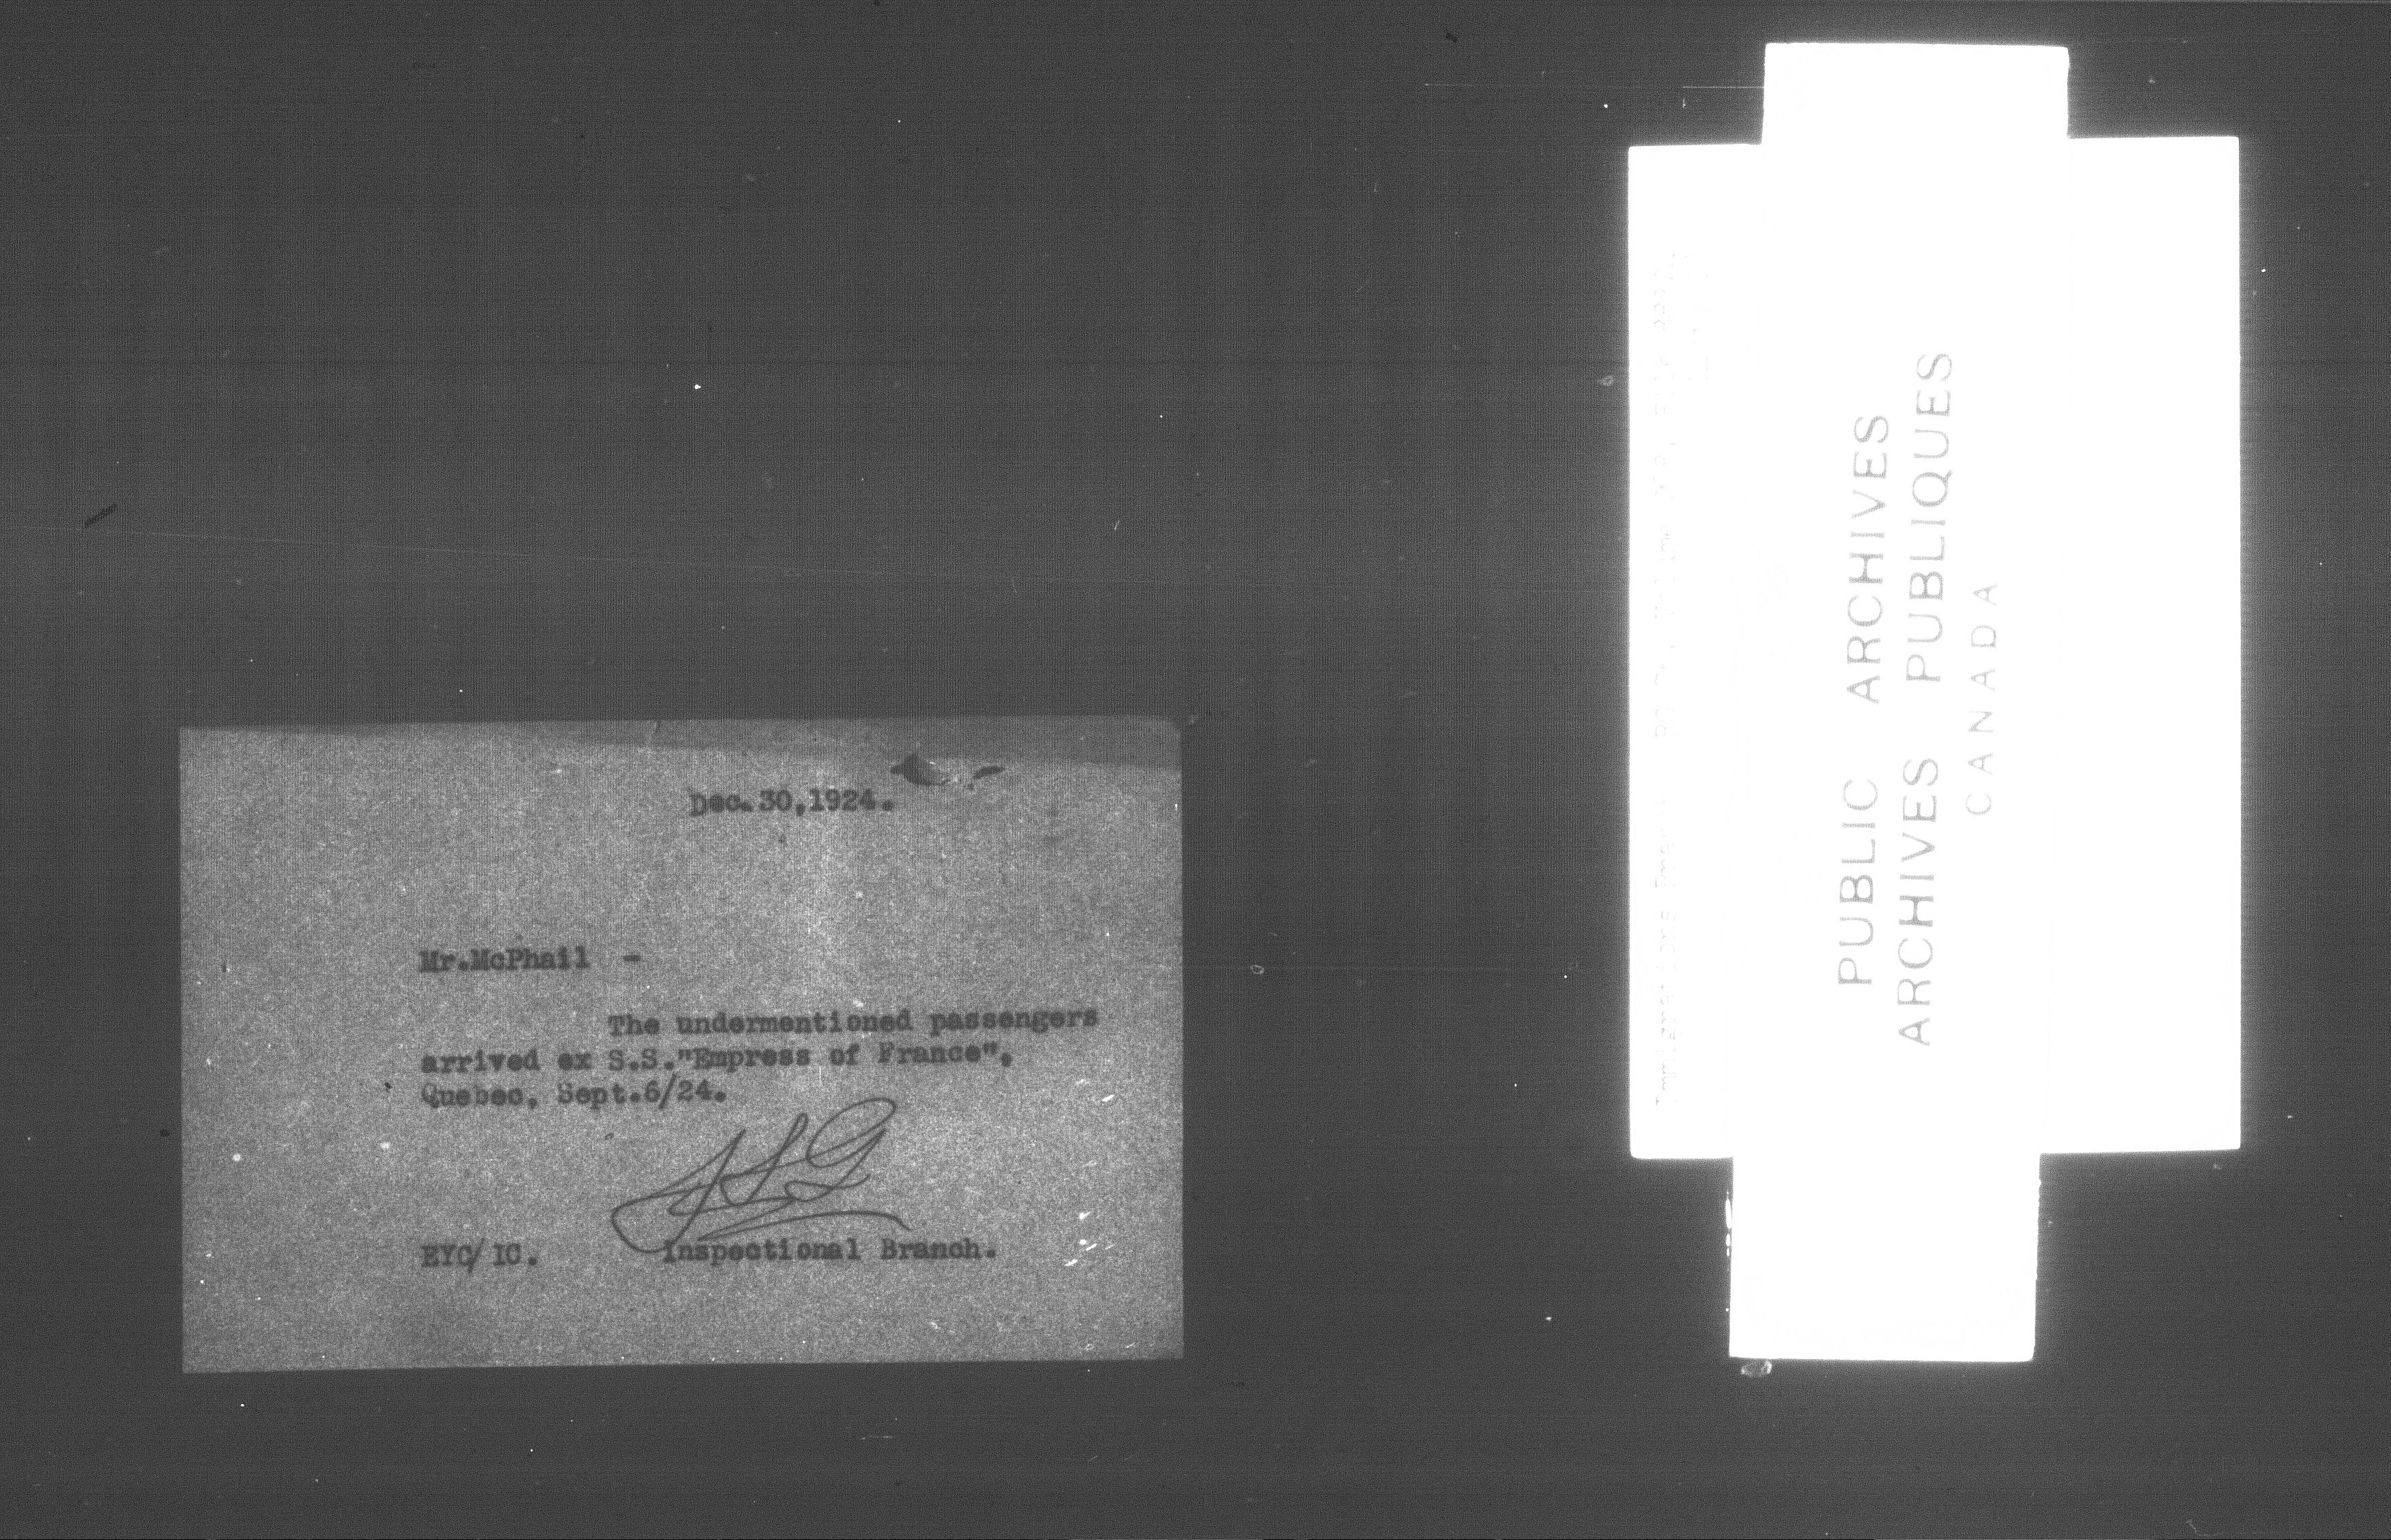 Dec.30,1924.
Mr.McPhail -
The undermentioned passengers
arrived ex S.S."Empress of France",
Quebec, Sept.6/24.
EYC/IC. Inspectional Branch.
PUBLIC ARCHIVES
ARCHIVES PUBLIQUES
CANADA